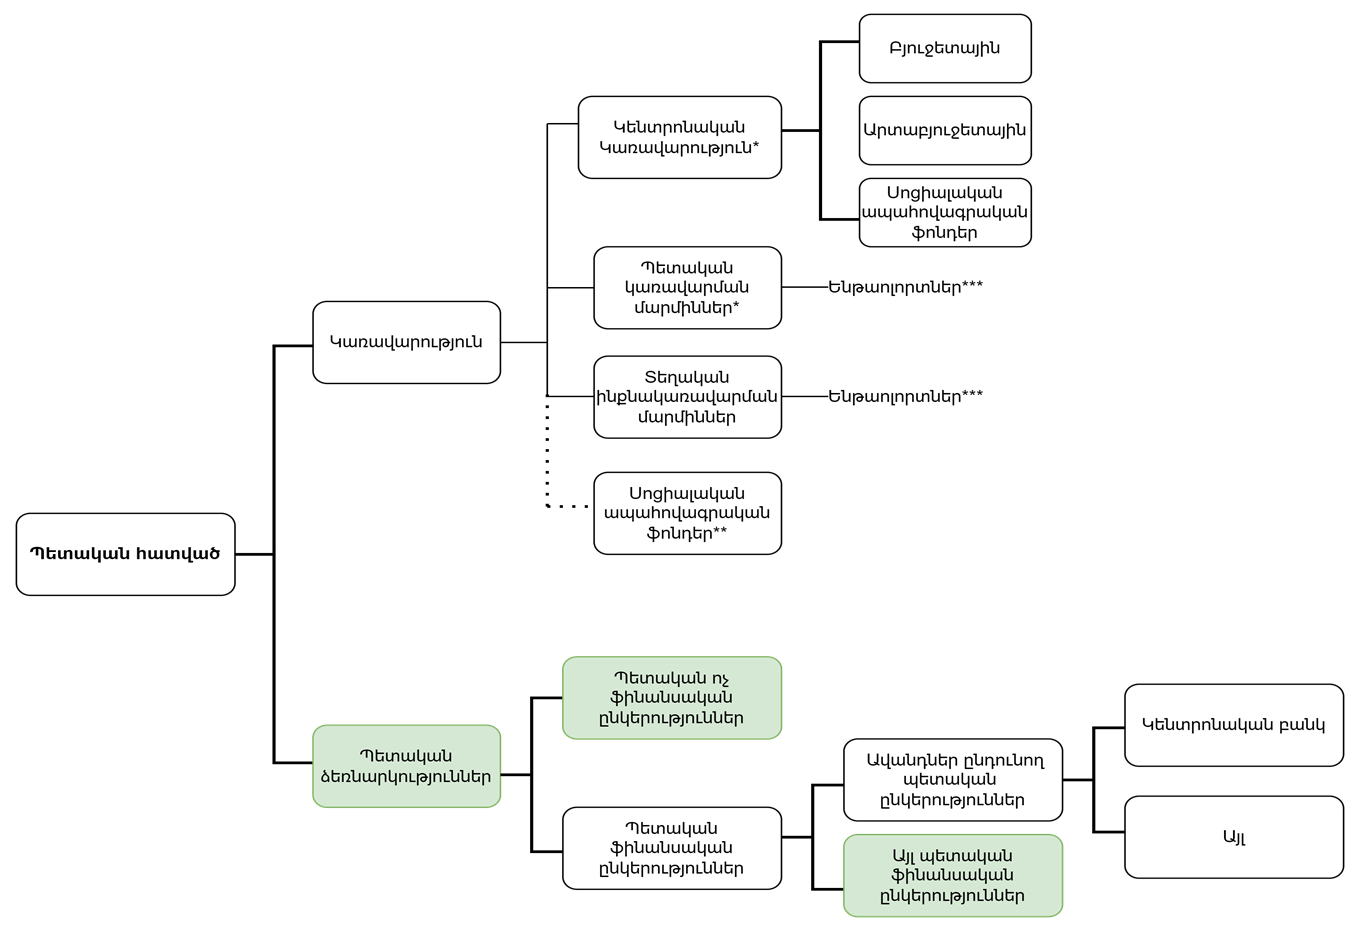 Բյուջետային
Կենտրոնական
Կառավարություն*
Արտաբյուջետային
Սոցիալական
ապահովագրական
ֆոնդեր
Պետական
կառավարման
մարմիններ*
Ենթաոլորտներ***
Կառավարություն
Տեղական
ինքնակառավարման
մարմիններ
Ենթաոլորտներ***
Սոցիալական
ապահովագրական
ֆոնդեր**
Պետական հատված
Պետական ոչ
ֆինանսական
ընկերություններ
Պետական
ձեռնարկություններ
Կենտրոնական բանկ
Ավանդներ ընդունող
պետական
ընկերություններ
Պետական
ֆինանսական
ընկերություններ
Այլ
Այլ պետական
ֆինանսական
ընկերություններ